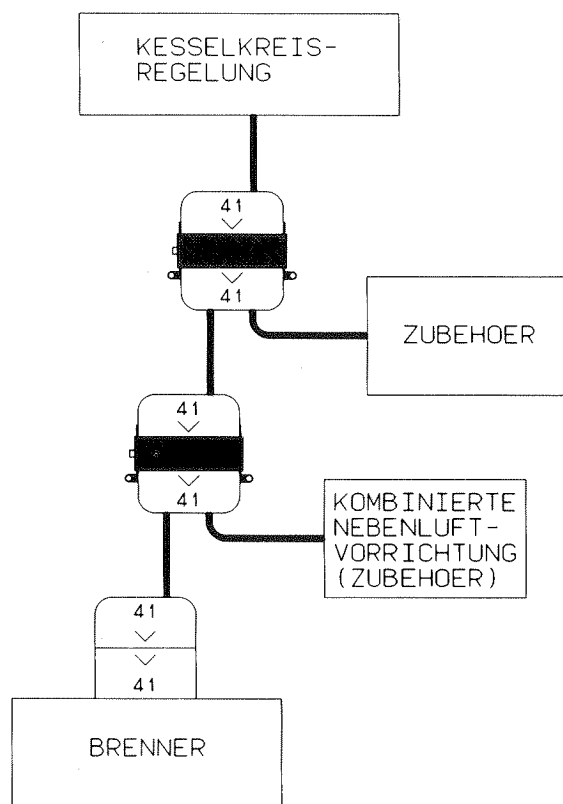 KESSELKREIS-
REGELUNG
41
41
ZUBEHOER
41
41
KOMBINIERTE
NEBENLUFT-
VORRICHTUNG
(ZUBEHOER)
41
41
BRENNER